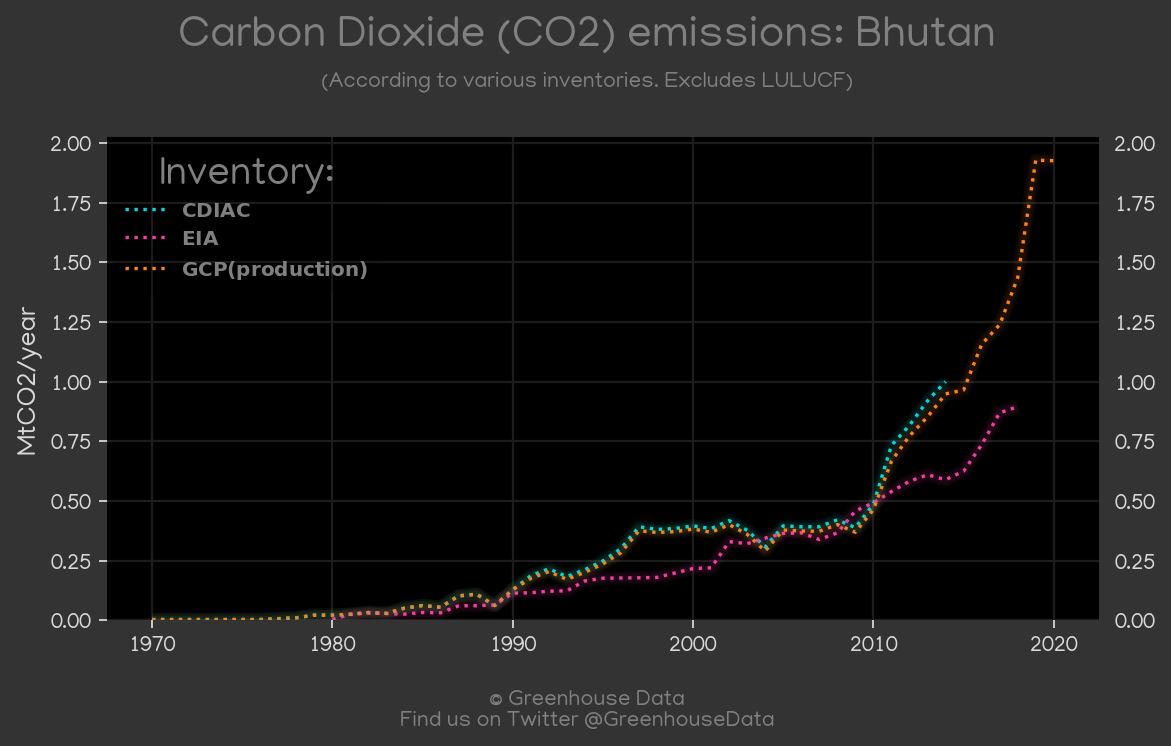 Carbon Dioxide (CO2) emissions: Bhutan
(According to various inventories. Excludes LULUCF)
Inventory:
CDIAC
EIA
GCP(production)
MtCO2/year
2.00
1.75
1.50
1.25
1.00
0.75
0.50
0.25
0.00
2.00
1.75
1.50
1.25
1.00
0.75
0.50
0.25
0.00
1970 1980 1990 2000 2010 2020
© Greenhouse Data
Find us on Twitter @GreenhouseData